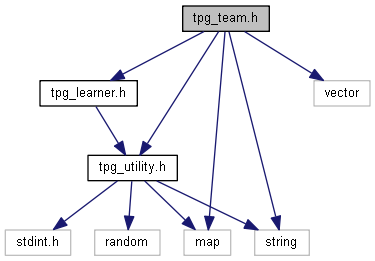 tpg_team.h
tpg_learner.h
vector
tpg_utility.h
stdint.h
random
map
string